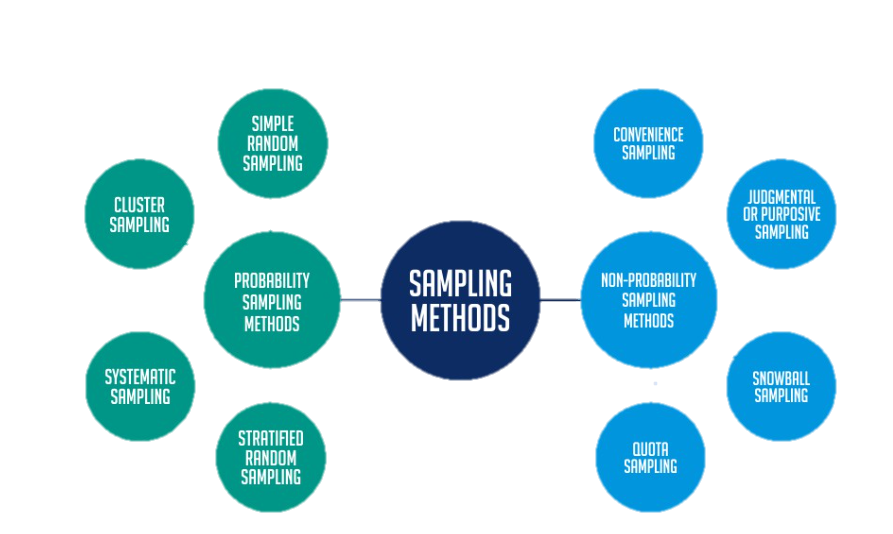 SIMPLE
RANDOM
SAMPLING
CLUSTER
SAMPLING
PROBABILITY
SAMPLING
METHODS
SYSTEMATIC
SAMPLING
STRATIFIED
RANDOM
SAMPLING
SAMPLING
METHODS
CONVENIENCE
SAMPLING
JUDGMENTAL
OR PURPOSIVE
SAMPLING
NON-PROBABILITY
SAMPLING
METHODS
SNOWBALL
SAMPLING
QUOTA
SAMPLING